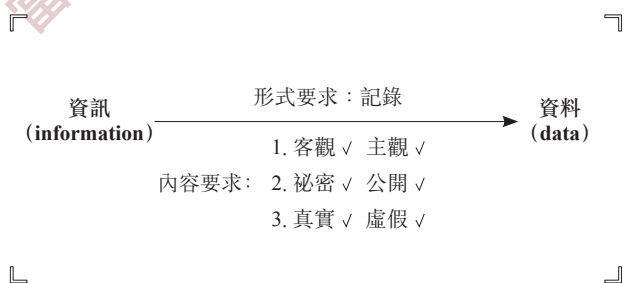 形式要求：記錄
資訊
(information)
資料
(data)
1. 客觀 √ 主觀 √
內容要求： 2. 祕密 √ 公開 √
3. 真實 √ 虛假 √